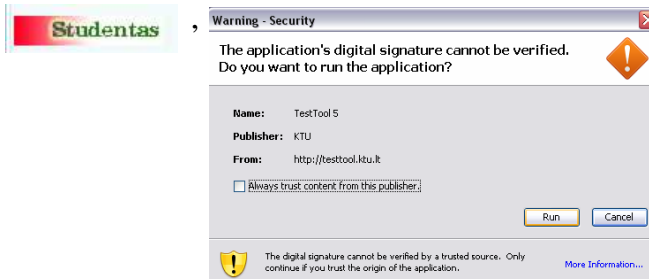 Studentas ,
Warning - Security
The application's digital signature cannot be verified.
Do you want to run the application?
Name: TestTool 5
Publisher: KTU
From: http://testtool.ktu.lt
Always trust content from this publisher.
Run Cancel
The digital signature cannot be verified by a trusted source. Only
continue if you trust the origin of the application.
More Information...